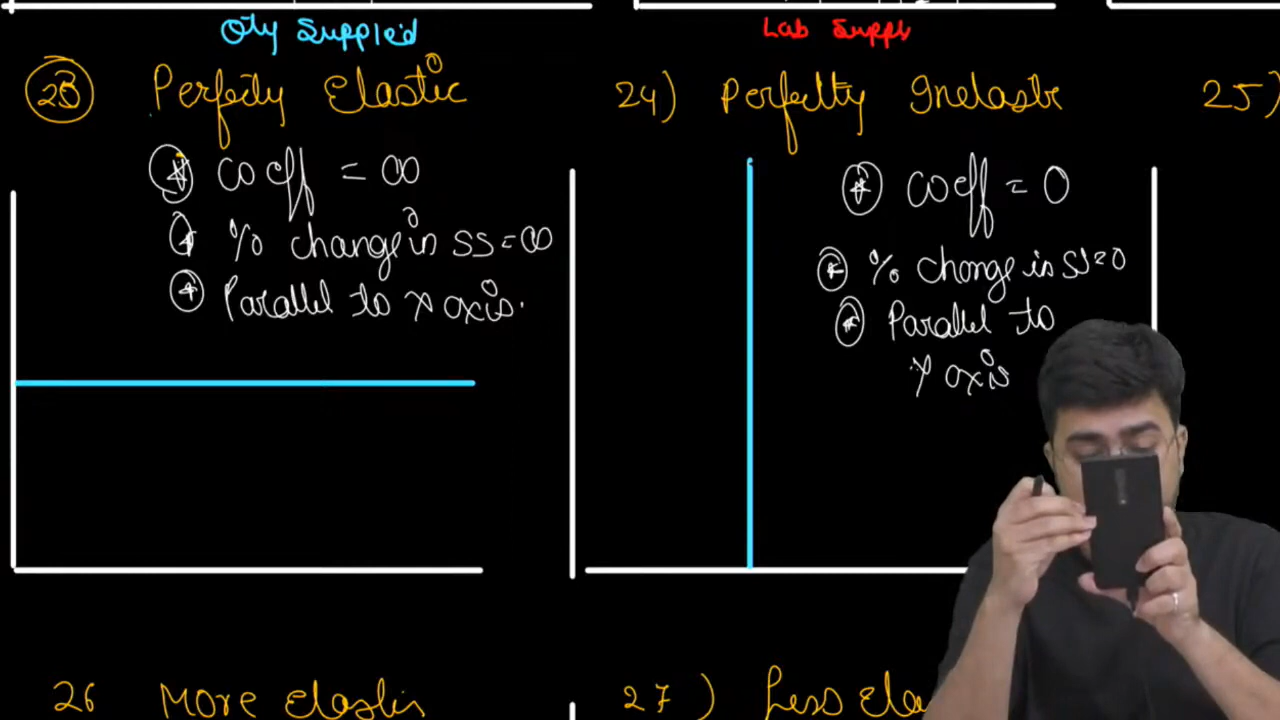 Qty Supplied
Lab Suppl
23 Perfectly Elastic
* coeff = ∞
* % change in SS = ∞
* Parallel to x axis.
24) Perfectly Inelastic
* coeff = 0
* % change is SS = 0
* Parallel to
Y axis
25)
26 More Elastic
27) Less Ela